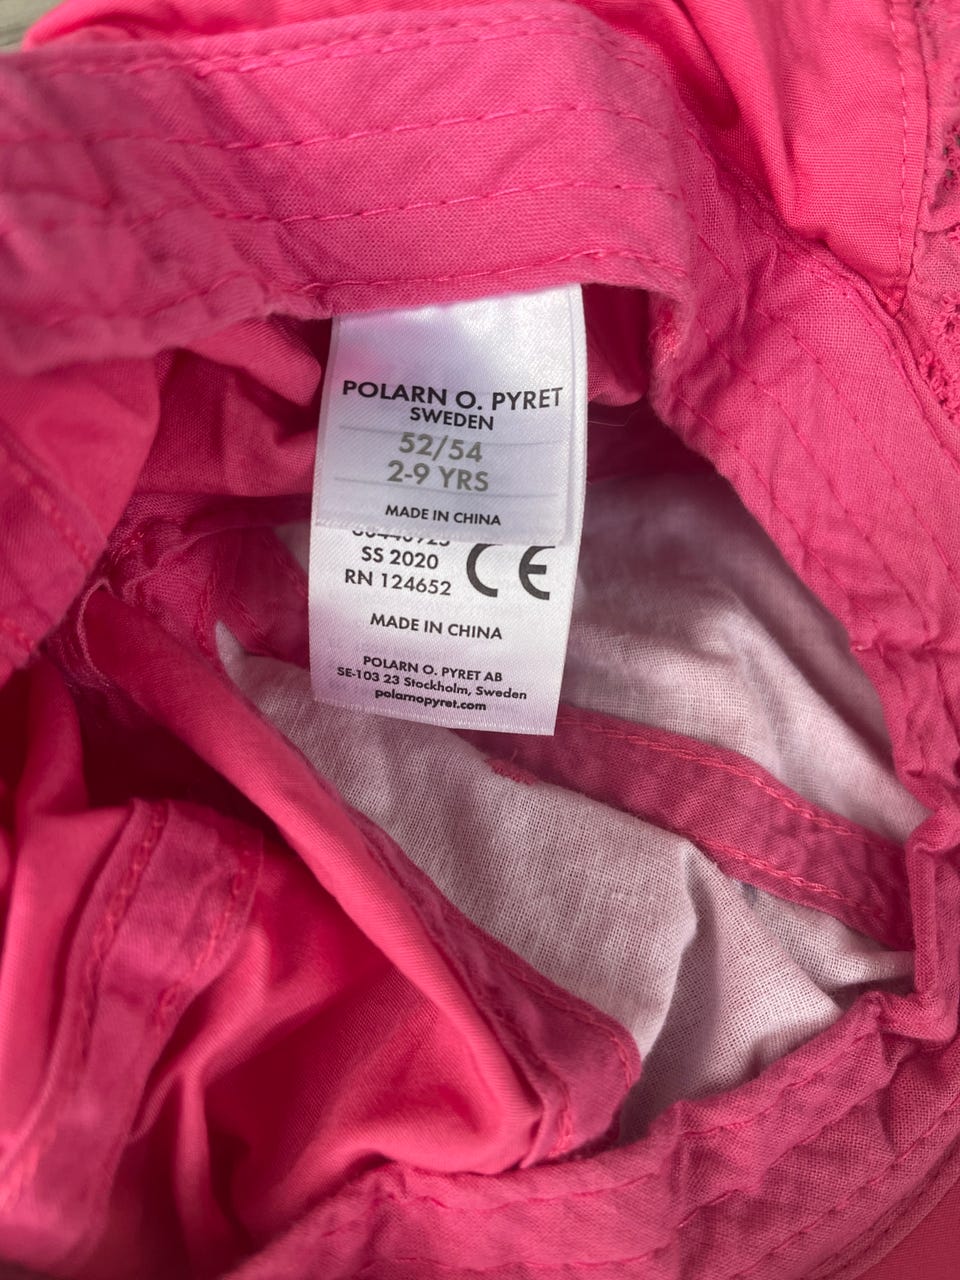 POLARN O. PYRET
SWEDEN
52/54
2-9 YRS
MADE IN CHINA
SS 2020
RN 124652
CE
MADE IN CHINA
POLARN O. PYRET AB
SE-103 23 Stockholm, Sweden
polarnopyret.com